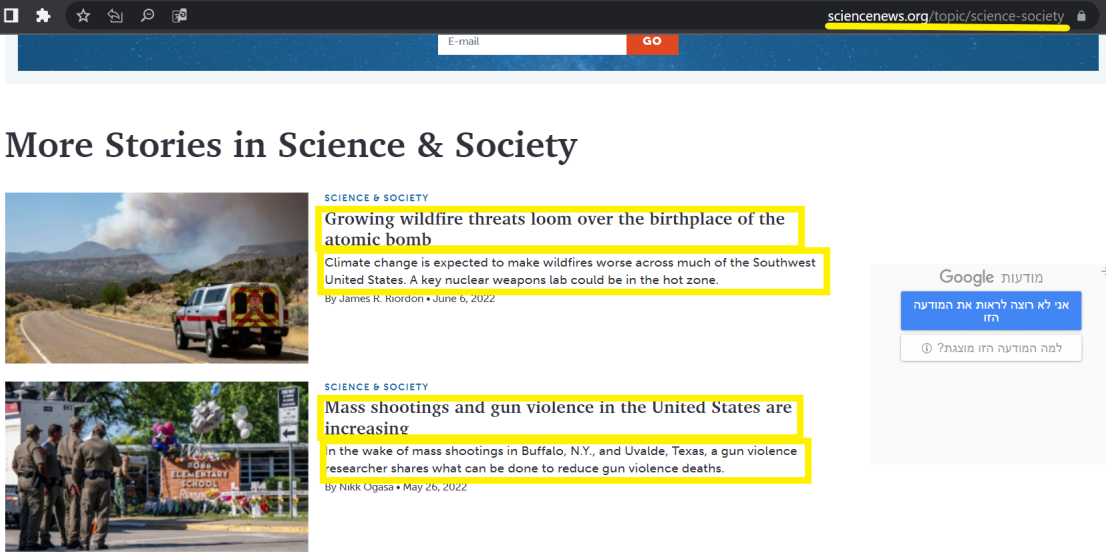 sciencenews.org/topic/science-society
E-mail
GO
More Stories in Science & Society
SCIENCE & SOCIETY
Growing wildfire threats loom over the birthplace of the
atomic bomb
Climate change is expected to make wildfires worse across much of the Southwest
United States. A key nuclear weapons lab could be in the hot zone.
By James R. Riordon • June 6, 2022
מודעות Google
אני לא רוצה לראות את המודעה
הזו
למה המודעה הזו מוצגת?
SCIENCE & SOCIETY
Mass shootings and gun violence in the United States are
increasing
In the wake of mass shootings in Buffalo, N.Y., and Uvalde, Texas, a gun violence
researcher shares what can be done to reduce gun violence deaths.
By Nikk Ogasa • May 26, 2022
Welcome
ROBB
ELEMENTARY
SCHOOL